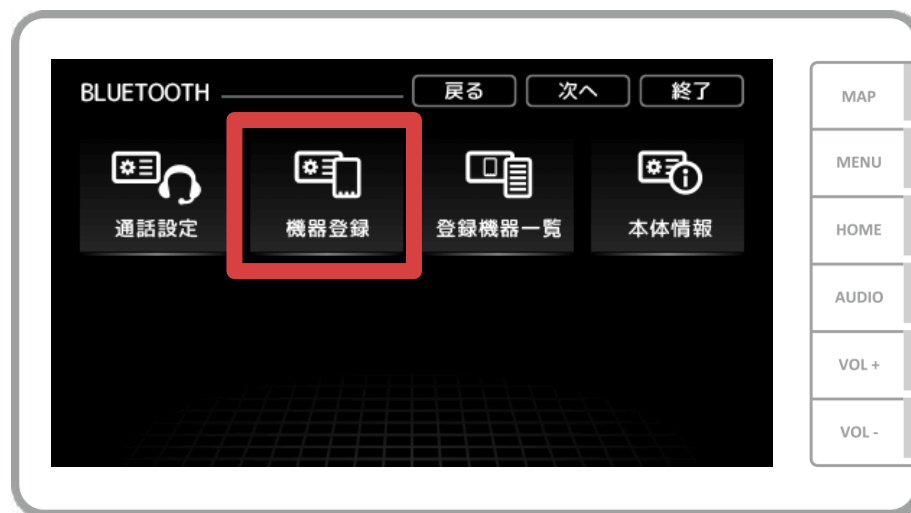 BLUETOOTH 戻る 次へ 終了
通話設定 機器登録 登録機器一覧 本体情報
MAP
MENU
HOME
AUDIO
VOL +
VOL -